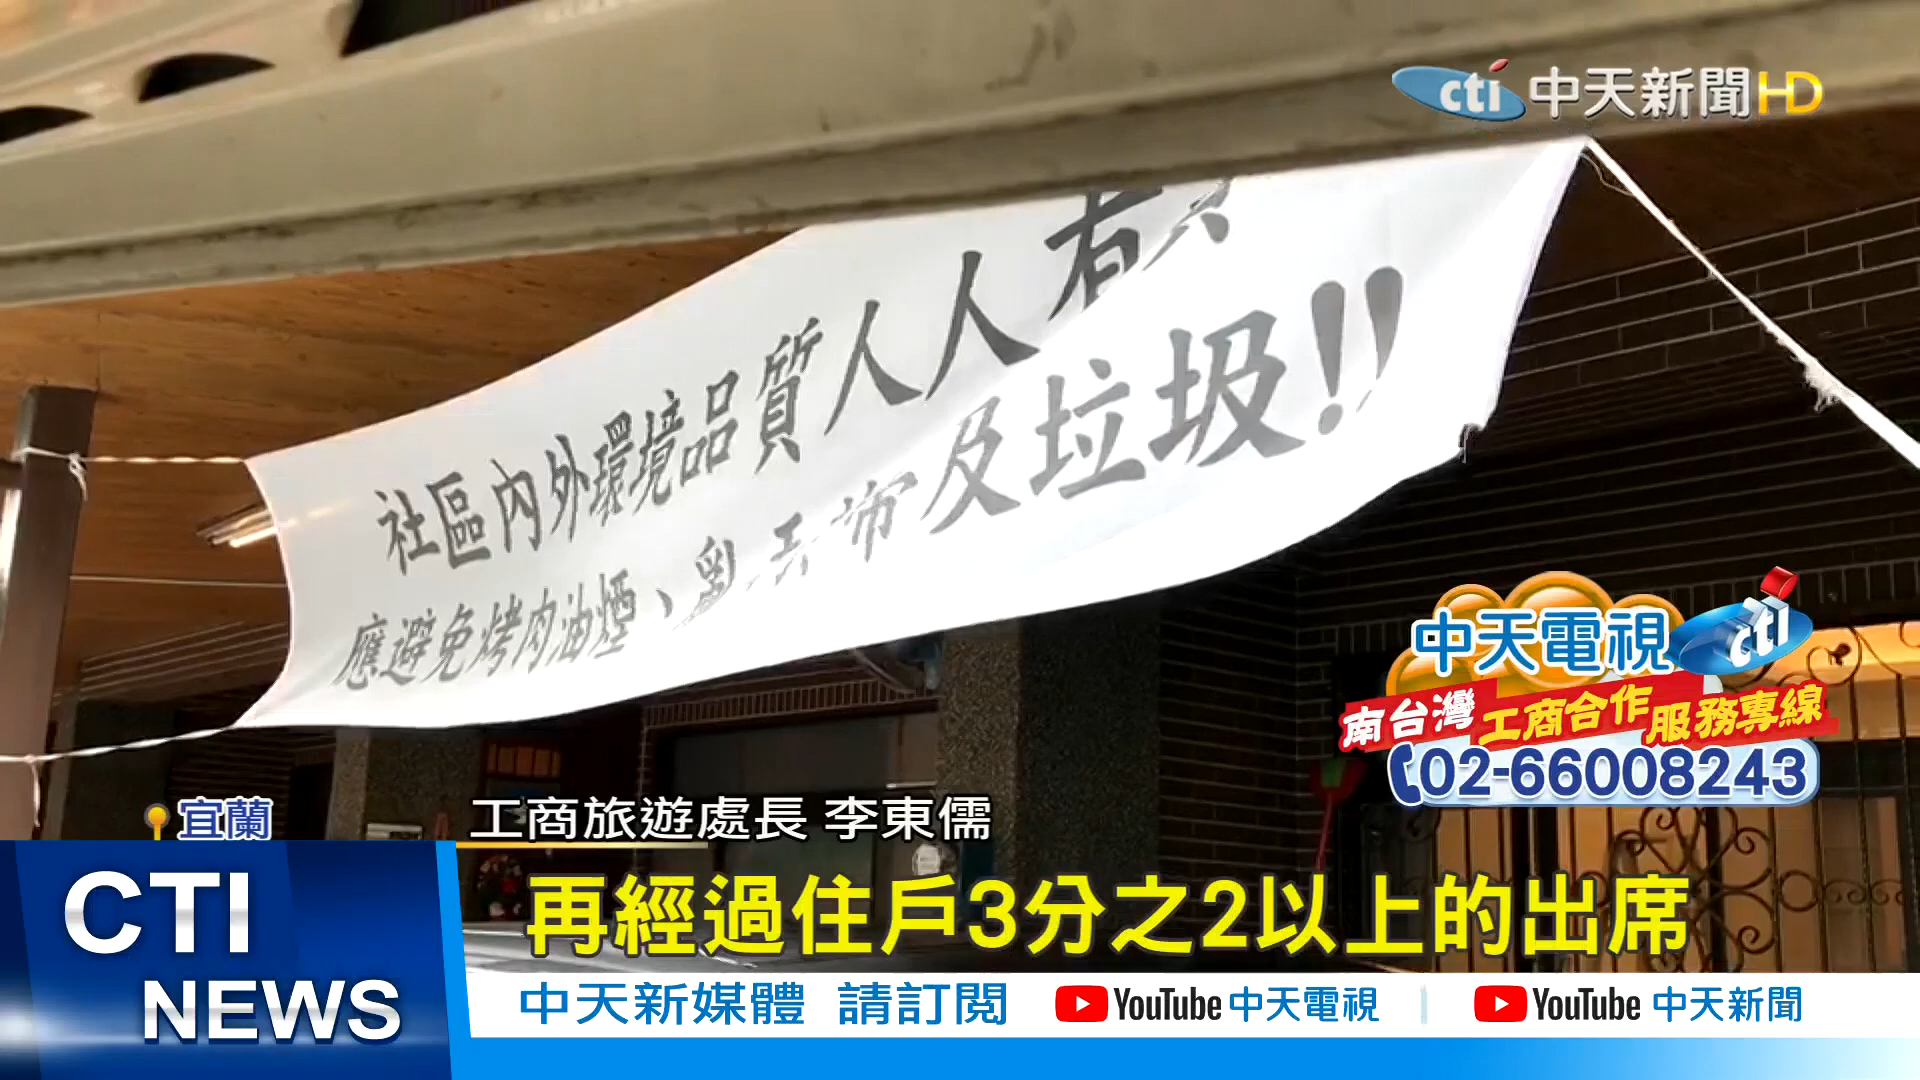 cti 中天新聞HD
社區內外環境品質人人有
應避免烤肉油煙、亂 及垃圾!!
中天電視 cti
南台灣 工商合作 服務專線
02-66008243
宜蘭
工商旅遊處長 李東儒
CTI NEWS
再經過住戶3分之2以上的出席
中天新媒體 請訂閱 YouTube 中天電視 | YouTube 中天新聞